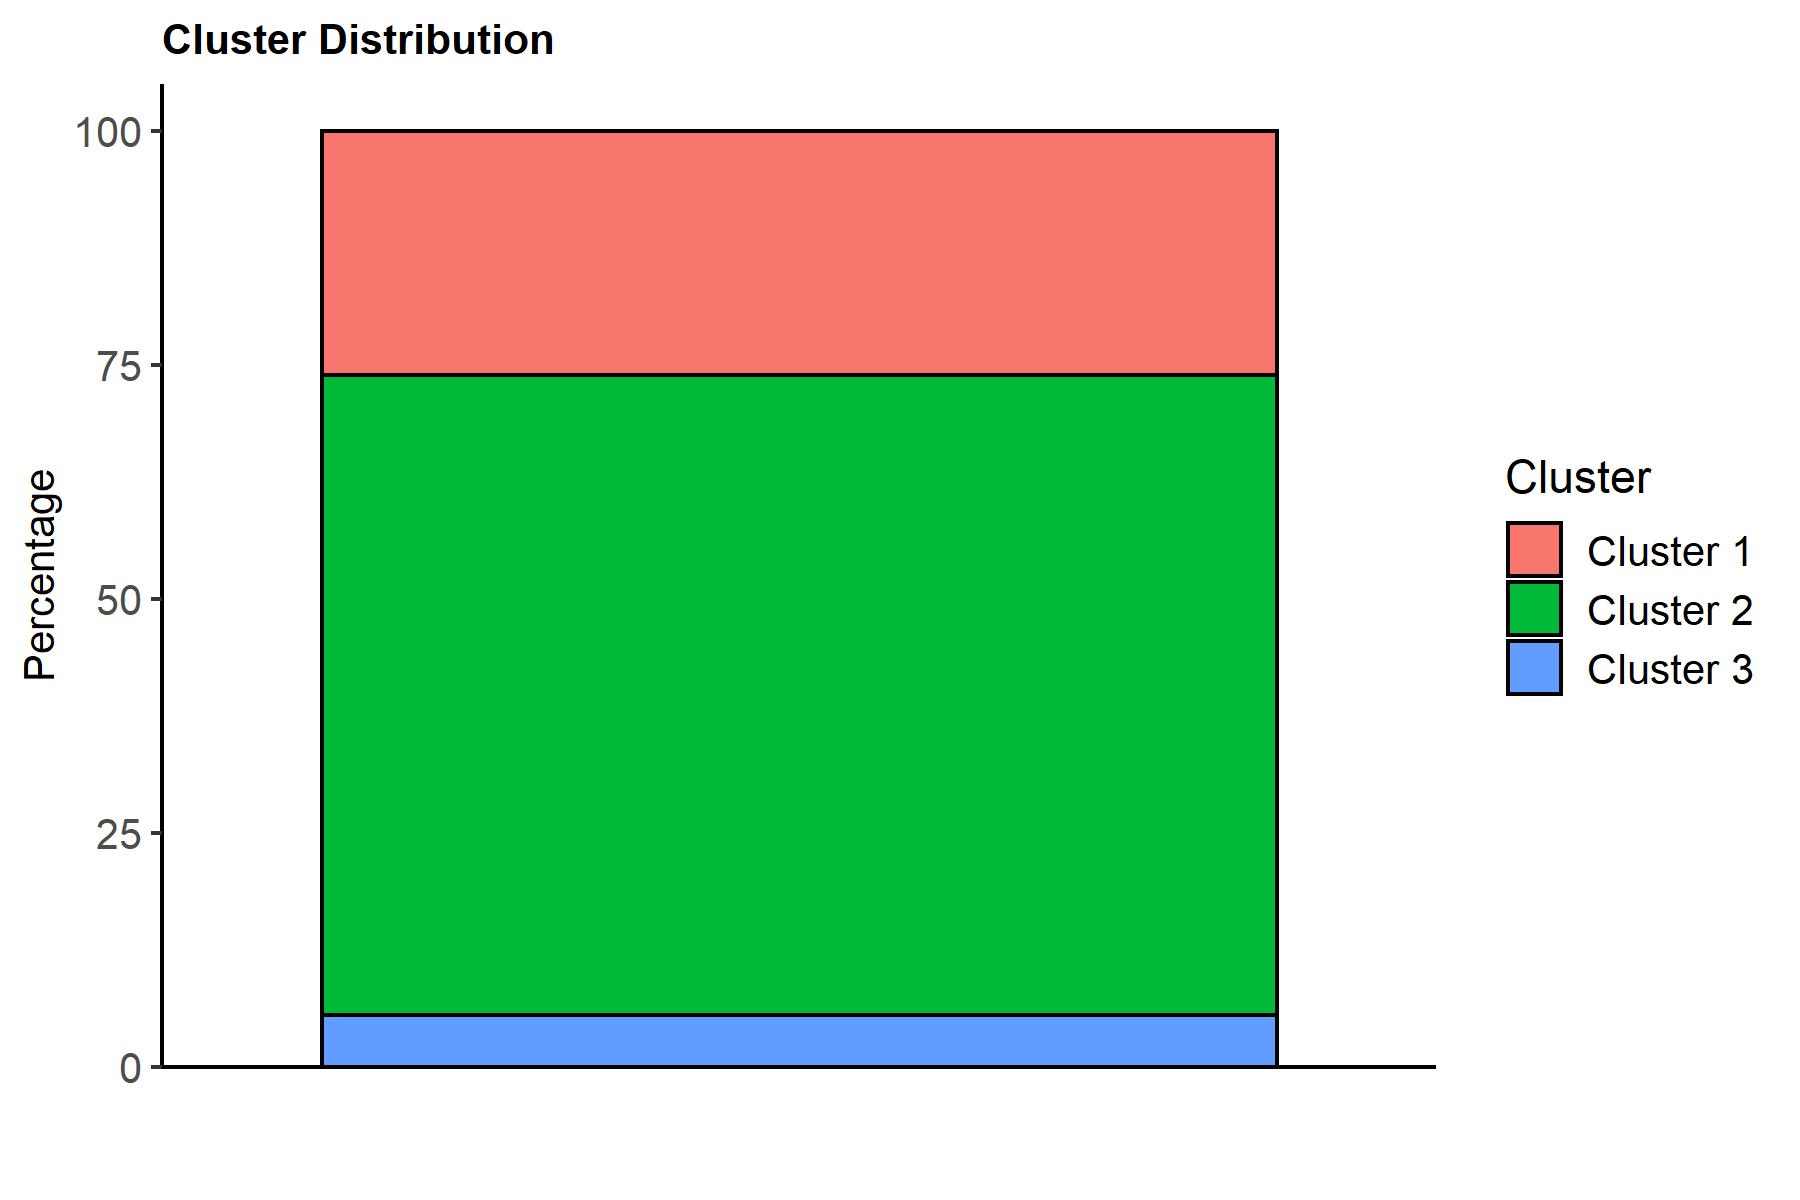 Cluster Distribution
100
75
50
25
0
Percentage
Cluster
Cluster 1
Cluster 2
Cluster 3